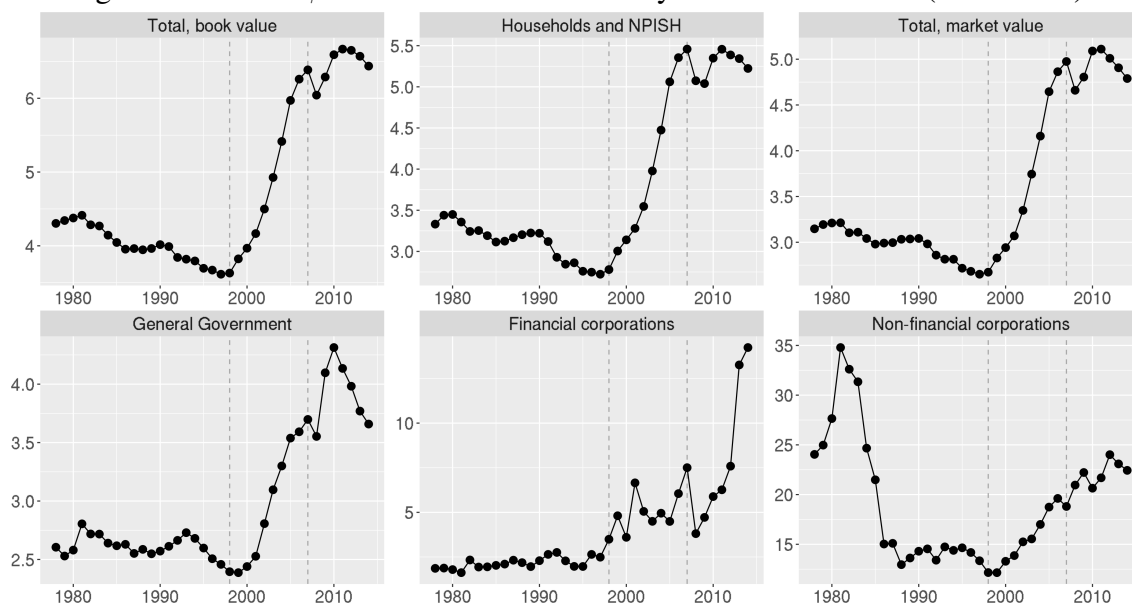 Total, book value
Households and NPISH
Total, market value
6
5
4
5.5
5.0
4.5
4.0
3.5
3.0
5.0
4.5
4.0
3.5
3.0
1980 1990 2000 2010
1980 1990 2000 2010
1980 1990 2000 2010
General Government
Financial corporations
Non-financial corporations
4.0
3.5
3.0
2.5
10
5
35
30
25
20
15
1980 1990 2000 2010
1980 1990 2000 2010
1980 1990 2000 2010